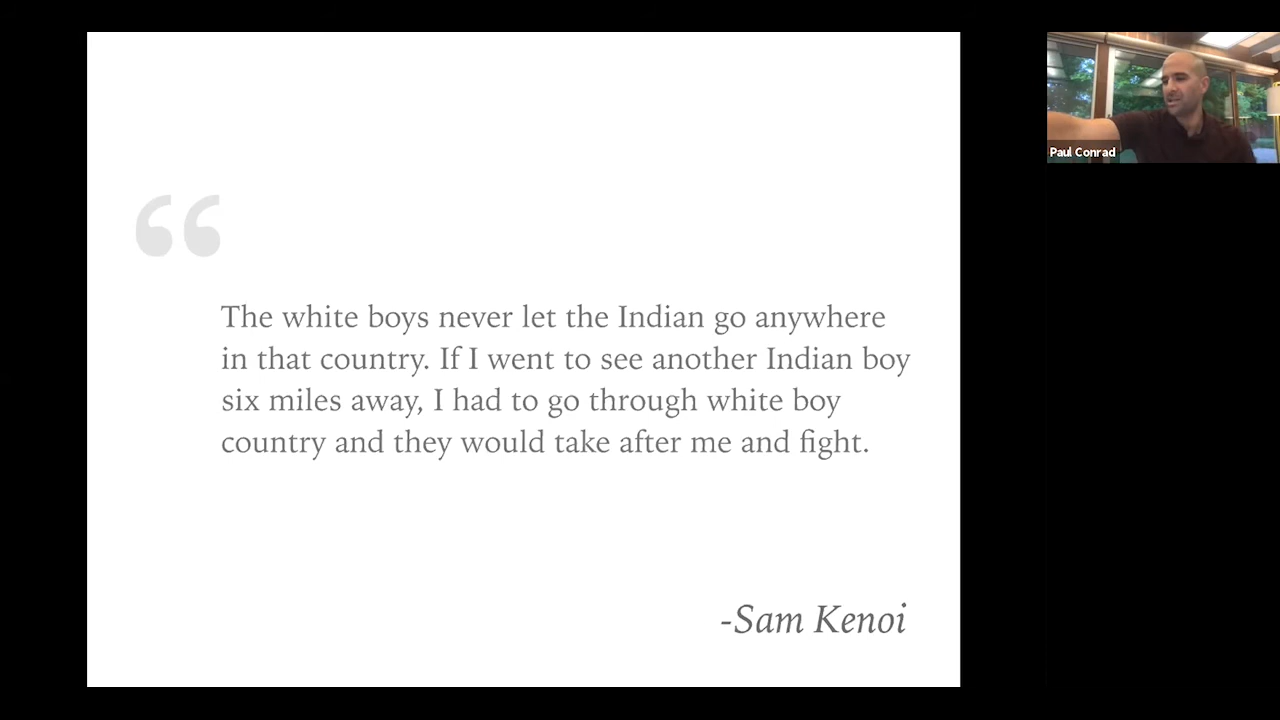 “
The white boys never let the Indian go anywhere
in that country. If I went to see another Indian boy
six miles away, I had to go through white boy
country and they would take after me and fight.
-Sam Kenoi
Paul Conrad